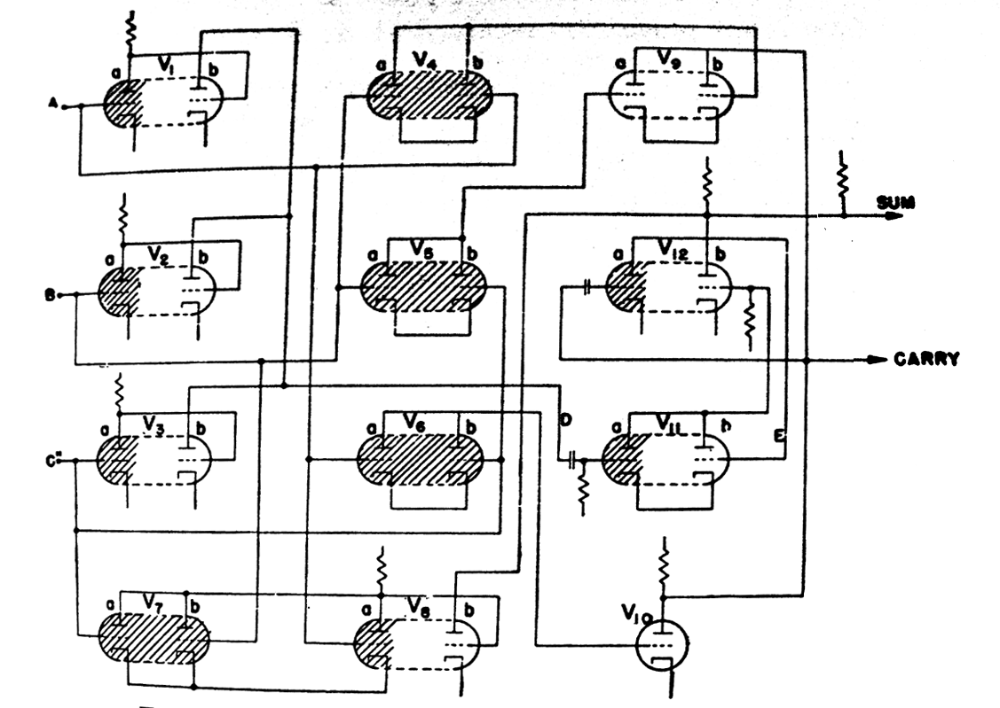 a V1 b
a V4 b
a V9 b
A
SUM
a V2 b
a V5 b
a V12 b
B
CARRY
a V3 b
a V6 b
D
a V11 h
E
C"
a V7 b
a V8 b
V10